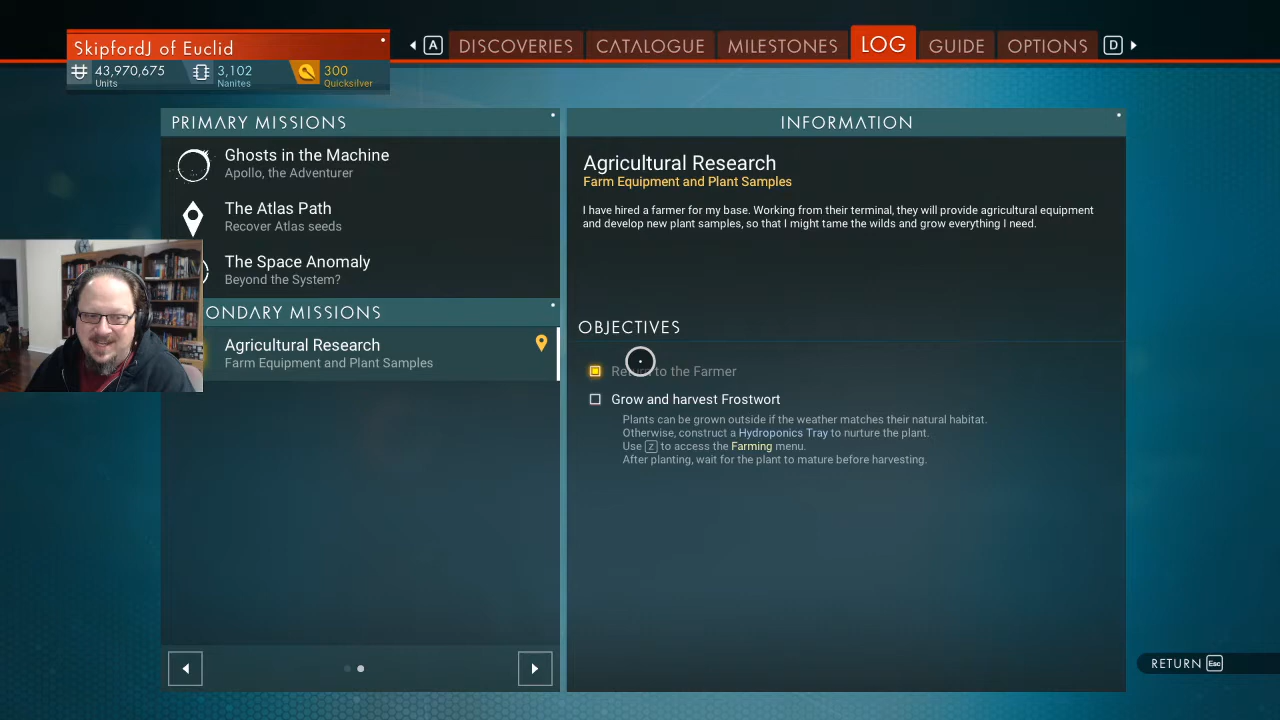 SkipfordJ of Euclid
43,970,675
Units
3,102
Nanites
300
Quicksilver
A
DISCOVERIES
CATALOGUE
MILESTONES
LOG
GUIDE
OPTIONS
D
PRIMARY MISSIONS
Ghosts in the Machine
Apollo, the Adventurer
The Atlas Path
Recover Atlas seeds
The Space Anomaly
Beyond the System?
ONDARY MISSIONS
Agricultural Research
Farm Equipment and Plant Samples
INFORMATION
Agricultural Research
Farm Equipment and Plant Samples
I have hired a farmer for my base. Working from their terminal, they will provide agricultural equipment
and develop new plant samples, so that I might tame the wilds and grow everything I need.
OBJECTIVES
Return to the Farmer
Grow and harvest Frostwort
Plants can be grown outside if the weather matches their natural habitat.
Otherwise, construct a Hydroponics Tray to nurture the plant.
Use Z to access the Farming menu.
After planting, wait for the plant to mature before harvesting.
RETURN Esc